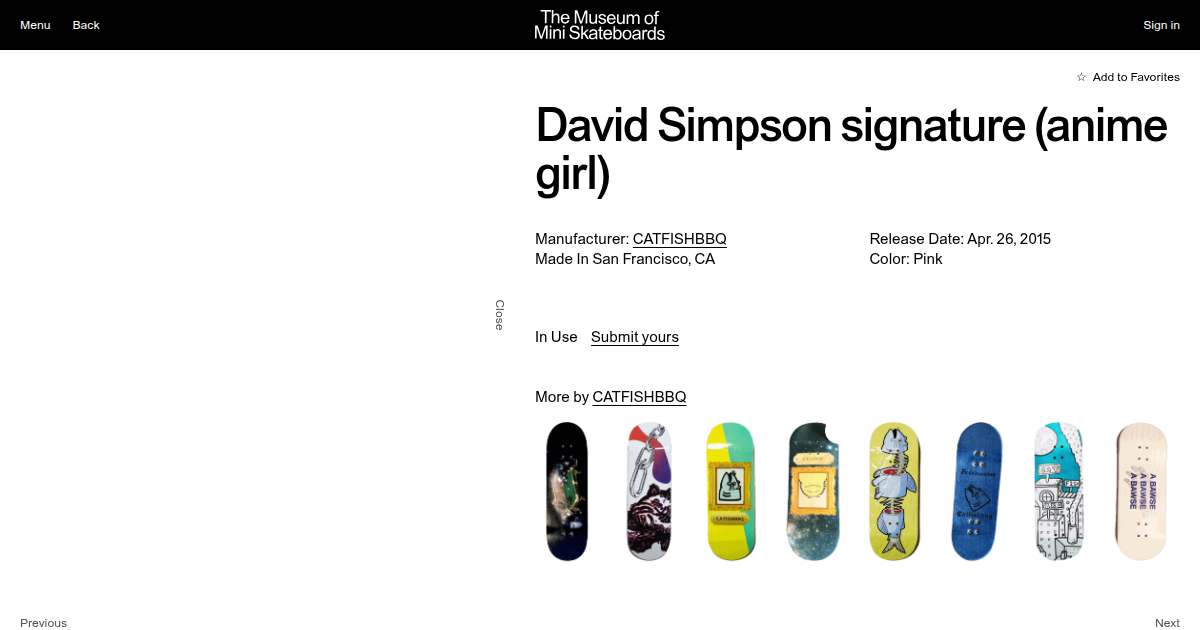 Menu
Back
The Museum of
Mini Skateboards
Sign in
☆ Add to Favorites
David Simpson signature (anime
girl)
Manufacturer: CATFISHBBQ
Made In San Francisco, CA
Release Date: Apr. 26, 2015
Color: Pink
Close
In Use
Submit yours
More by CATFISHBBQ
CATFISHBBQ
A BAWSE
A BAWSE
A BAWSE
Previous
Next